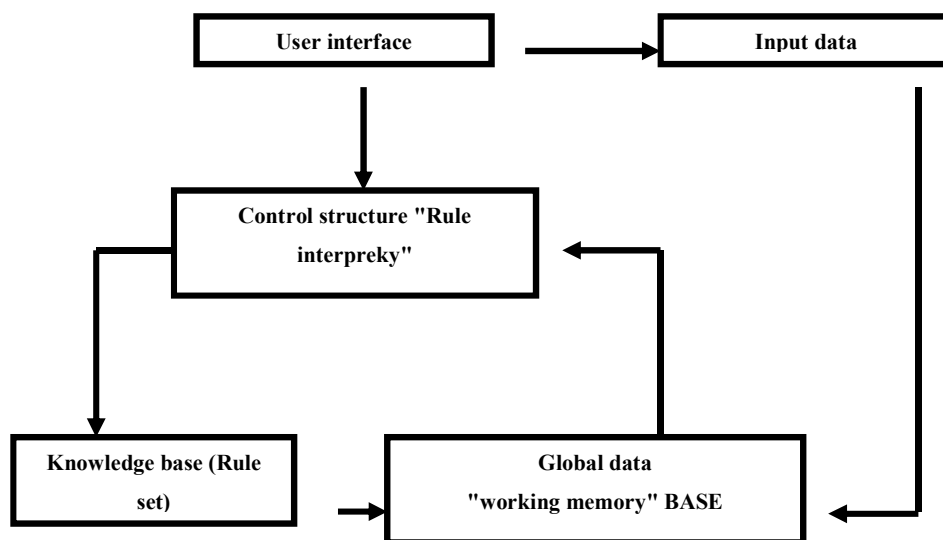 User interface
Input data
Control structure "Rule
interpreky"
Knowledge base (Rule
set)
Global data
"working memory" BASE